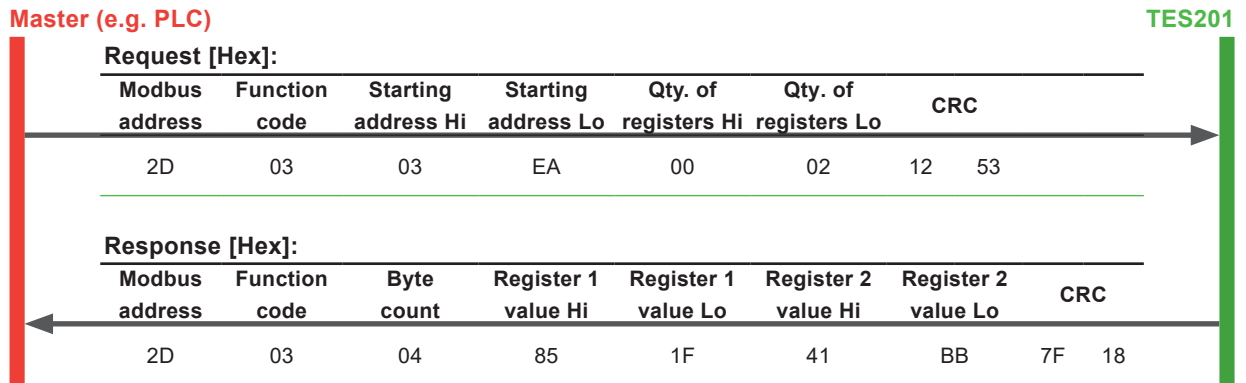 Master (e.g. PLC) TES201
Request [Hex]:
Modbus Function Starting Starting Qty. of Qty. of CRC
address code address Hi address Lo registers Hi registers Lo
2D 03 03 EA 00 02 12 53
Response [Hex]:
Modbus Function Byte Register 1 Register 1 Register 2 Register 2 CRC
address code count value Hi value Lo value Hi value Lo
2D 03 04 85 1F 41 BB 7F 18